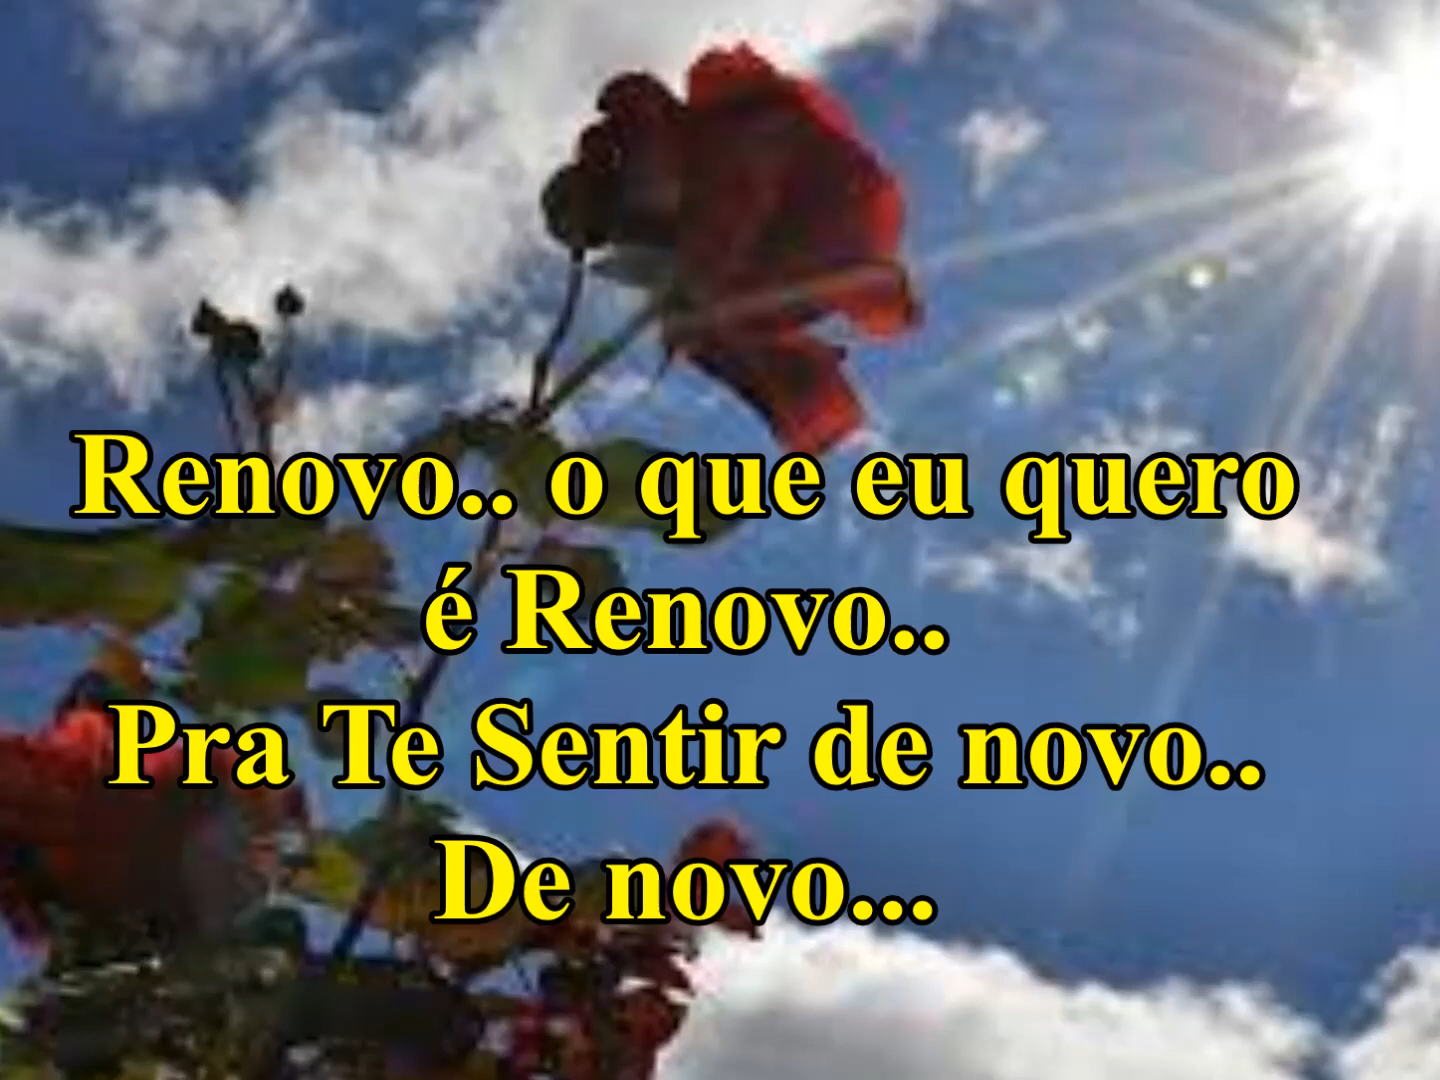 Renovo.. o que eu quero
é Renovo..
Pra Te Sentir de novo..
De novo...